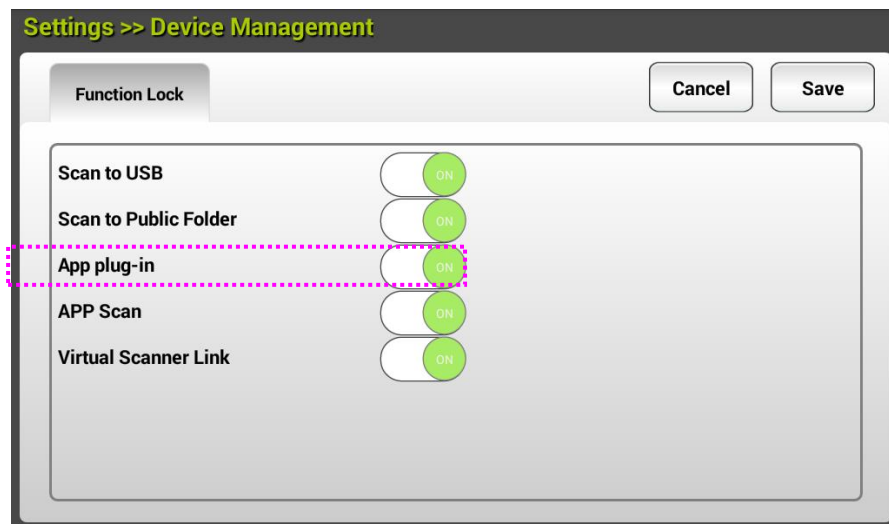 Settings >> Device Management
Function Lock
Cancel
Save
Scan to USB
ON
Scan to Public Folder
ON
App plug-in
ON
APP Scan
ON
Virtual Scanner Link
ON